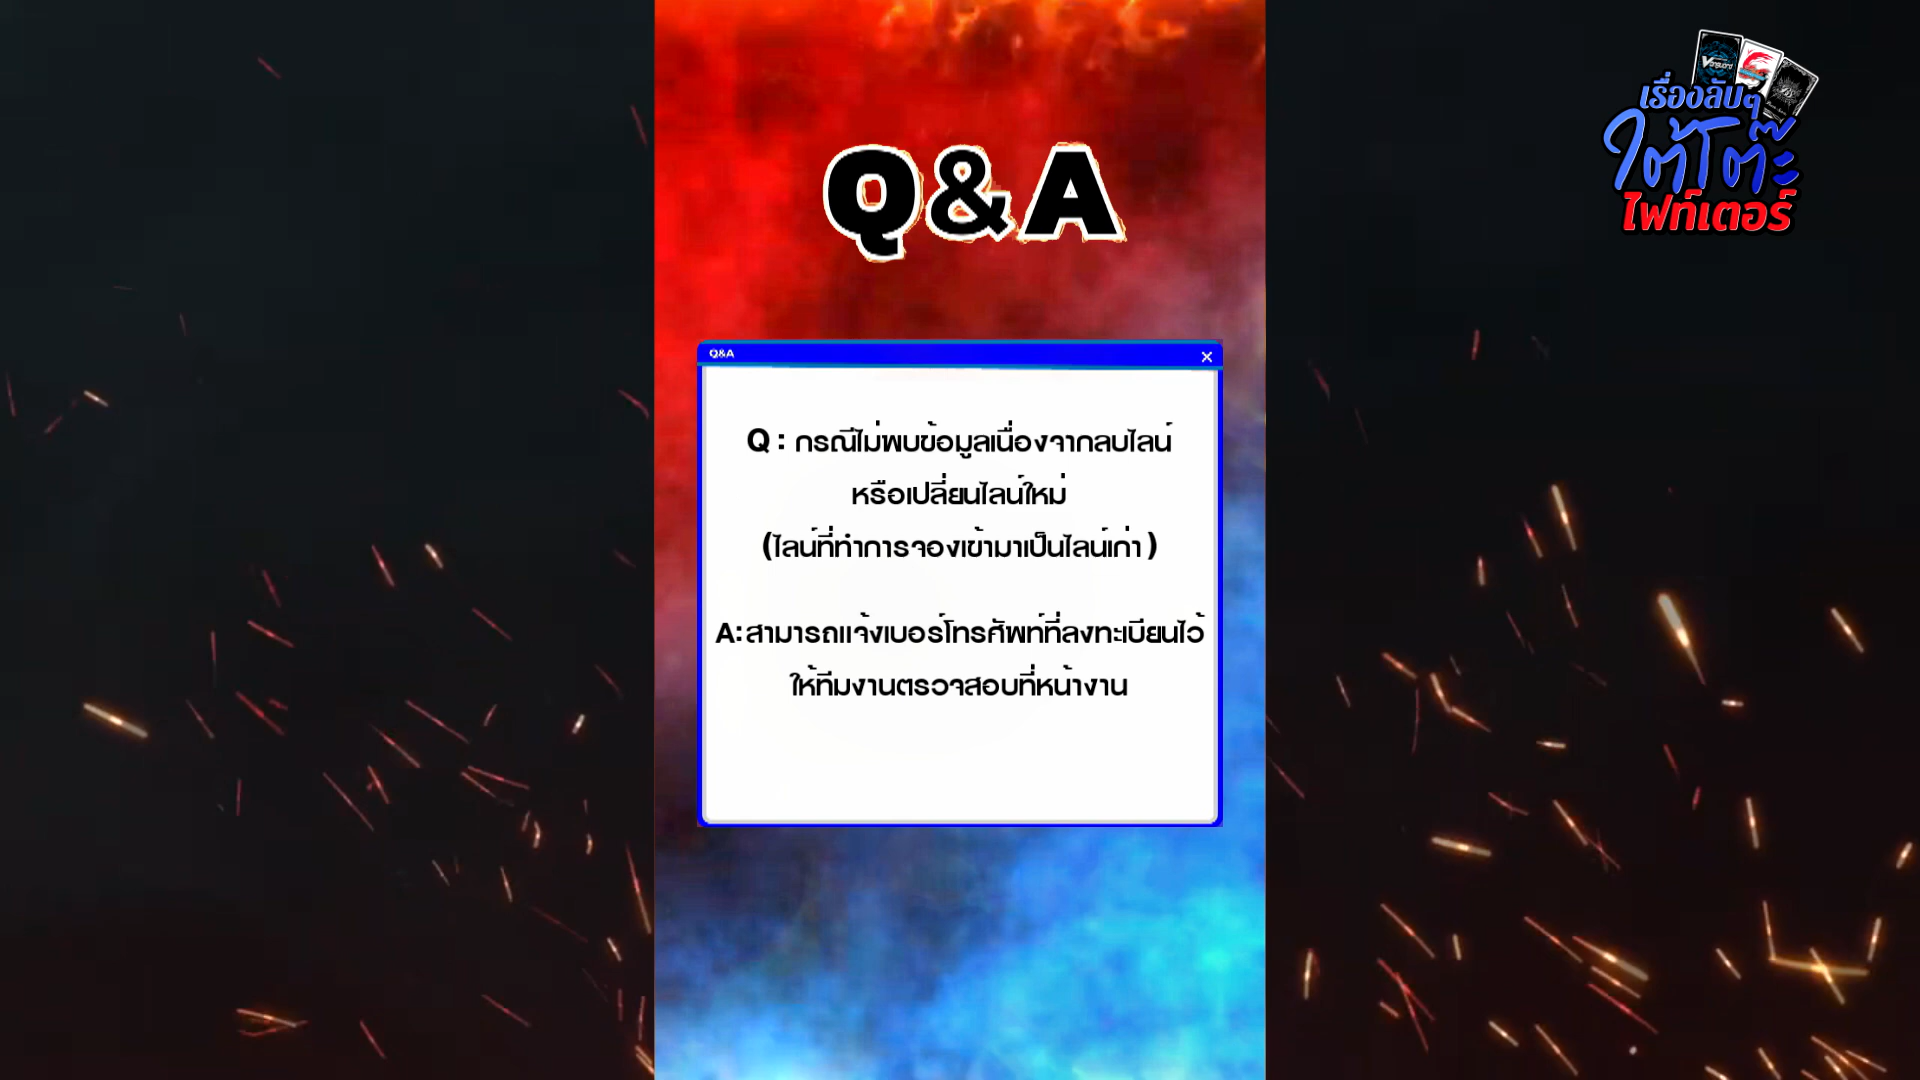 เรื่องลับๆ
ใต้โต๊ะ
ไฟท์เตอร์
Q&A
Q&A
Q : กรณีไม่พบข้อมูลเนื่องจากลบไลน์
หรือเปลี่ยนไลน์ใหม่
(ไลน์ที่ทำการจองเข้ามาเป็นไลน์เก่า)
A:สามารถแจ้งเบอร์โทรศัพท์ที่ลงทะเบียนไว้
ให้ทีมงานตรวจสอบที่หน้างาน